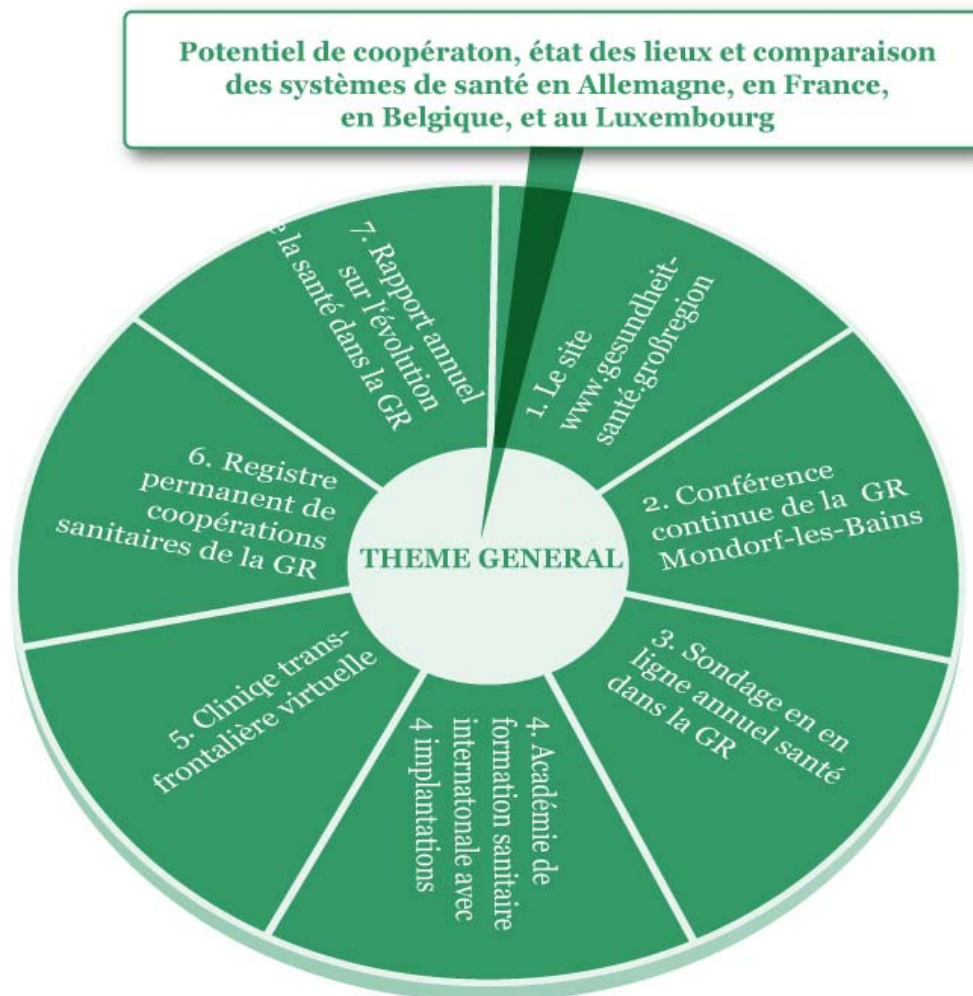 Potentiel de coopératon, état des lieux et comparaison
des systèmes de santé en Allemagne, en France,
en Belgique, et au Luxembourg
THEME GENERAL
1. Le site
www.gesundheit-
santé.großregion
2. Conférence
continue de la GR
Mondorf-les-Bains
3. Sondage en en
ligne annuel santé
dans la GR
4. Académie de
formation sanitaire
internatonale avec
4 implantations
5. Cliniqe trans-
frontalière virtuelle
6. Registre
permanent de
coopérations
sanitaires de la GR
7. Rapport annuel
sur l'évolution
e la santé dans la GR